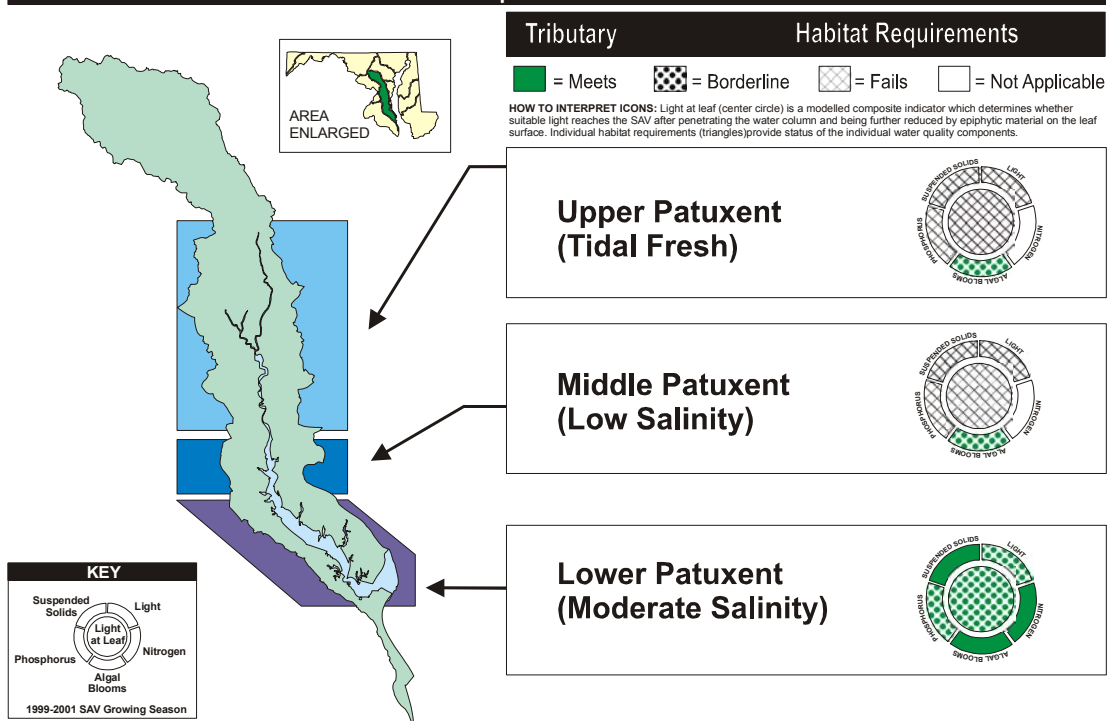 Tributary Habitat Requirements
= Meets = Borderline = Fails = Not Applicable
HOW TO INTERPRET ICONS: Light at leaf (center circle) is a modelled composite indicator which determines whether
suitable light reaches the SAV after penetrating the water column and being further reduced by epiphytic material on the leaf
surface. Individual habitat requirements (triangles)provide status of the individual water quality components.
AREA
ENLARGED
Upper Patuxent
(Tidal Fresh)
SUSPENDED SOLIDS
LIGHT
NITROGEN
ALGAL BLOOMS
PHOSPHORUS
Middle Patuxent
(Low Salinity)
SUSPENDED SOLIDS
LIGHT
NITROGEN
ALGAL BLOOMS
PHOSPHORUS
Lower Patuxent
(Moderate Salinity)
SUSPENDED SOLIDS
LIGHT
NITROGEN
ALGAL BLOOMS
PHOSPHORUS
KEY
Suspended
Solids
Light
Light
at Leaf
Phosphorus
Nitrogen
Algal
Blooms
1999-2001 SAV Growing Season